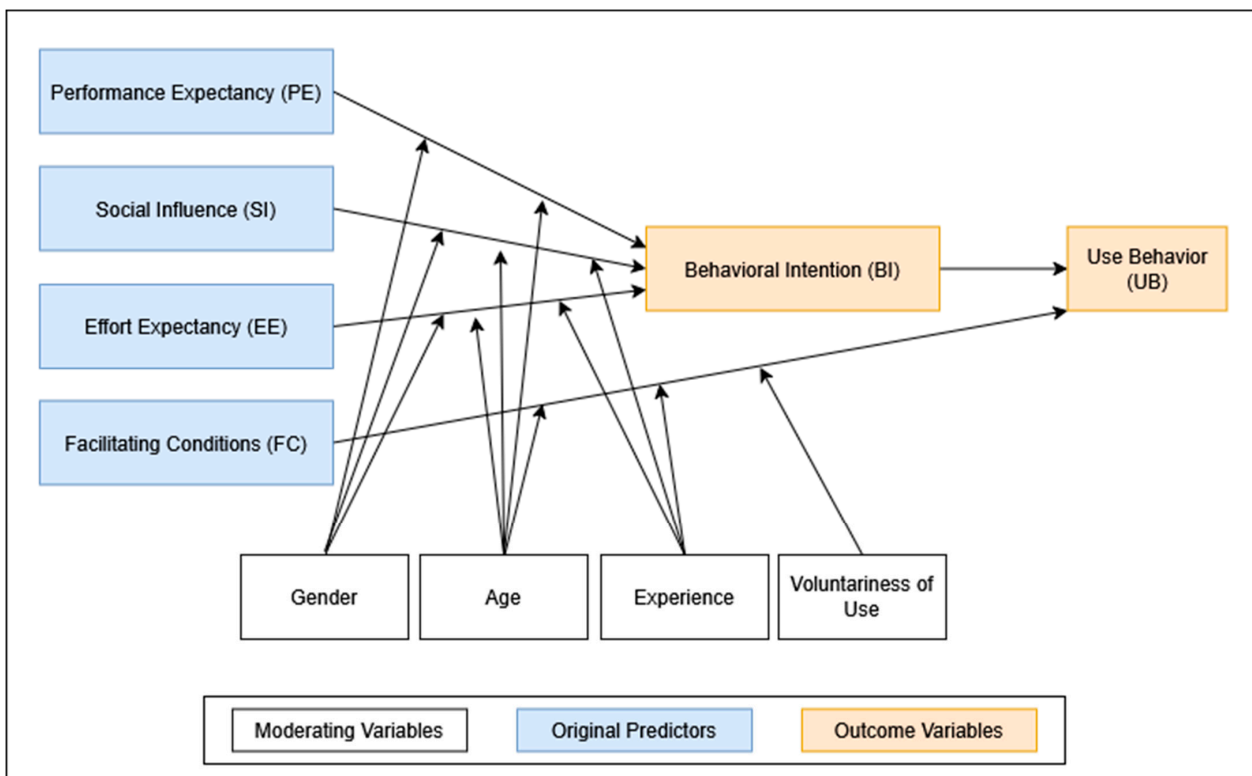 Performance Expectancy (PE)
Social Influence (SI)
Effort Expectancy (EE)
Facilitating Conditions (FC)
Behavioral Intention (BI)
Use Behavior
(UB)
Gender
Age
Experience
Voluntariness of
Use
Moderating Variables
Original Predictors
Outcome Variables